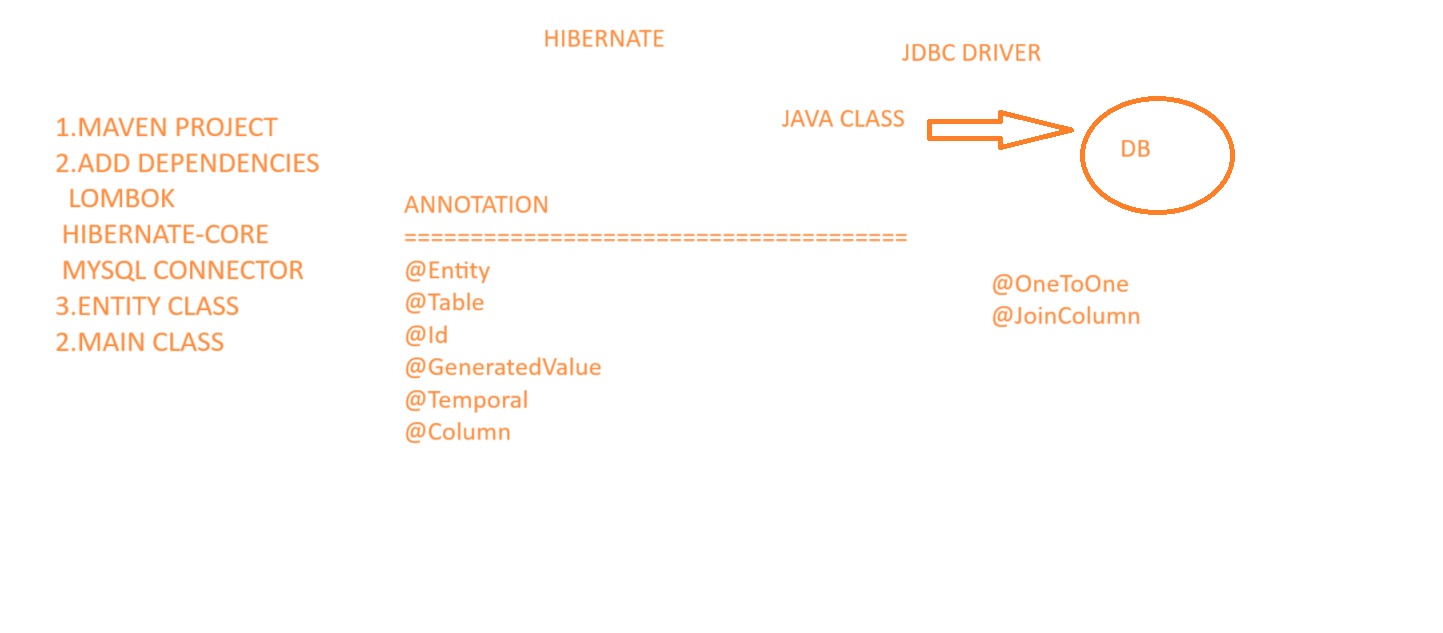 HIBERNATE
JDBC DRIVER
JAVA CLASS
DB
1.MAVEN PROJECT
2.ADD DEPENDENCIES
LOMBOK
HIBERNATE-CORE
MYSQL CONNECTOR
3.ENTITY CLASS
2.MAIN CLASS
ANNOTATION
======================================
@Entity
@Table
@Id
@GeneratedValue
@Temporal
@Column
@OneToOne
@JoinColumn